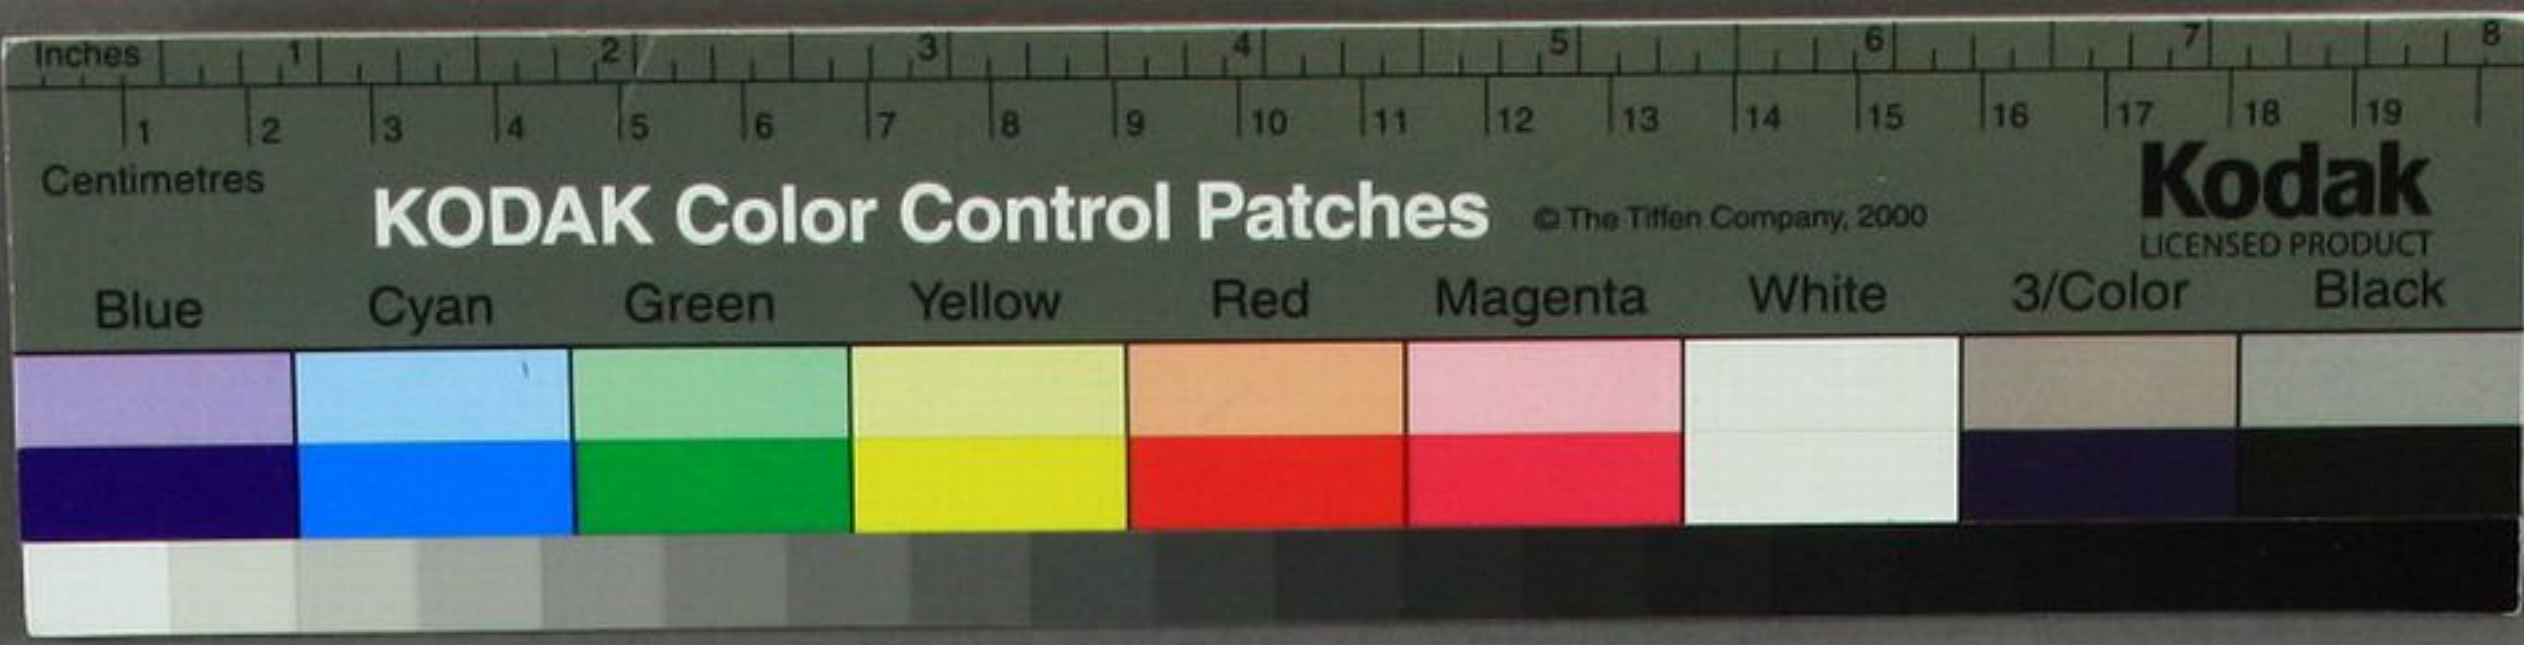 Inches 1 2 3 4 5 6 7 8
1 2 3 4 5 6 7 8 9 10 11 12 13 14 15 16 17 18 19
Centimetres
KODAK Color Control Patches © The Tiffen Company, 2000
Kodak
LICENSED PRODUCT
Blue Cyan Green Yellow Red Magenta White 3/Color Black